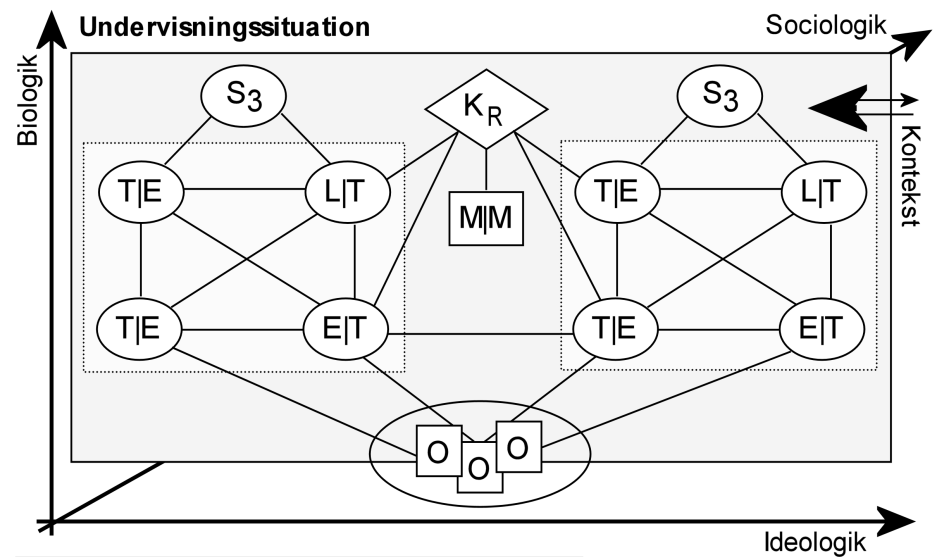 Undervisningssituation
Sociologik
Biologik
S3
KR
S3
Kontekst
T|E
L|T
M|M
T|E
L|T
T|E
E|T
T|E
E|T
O
O
O
Ideologik